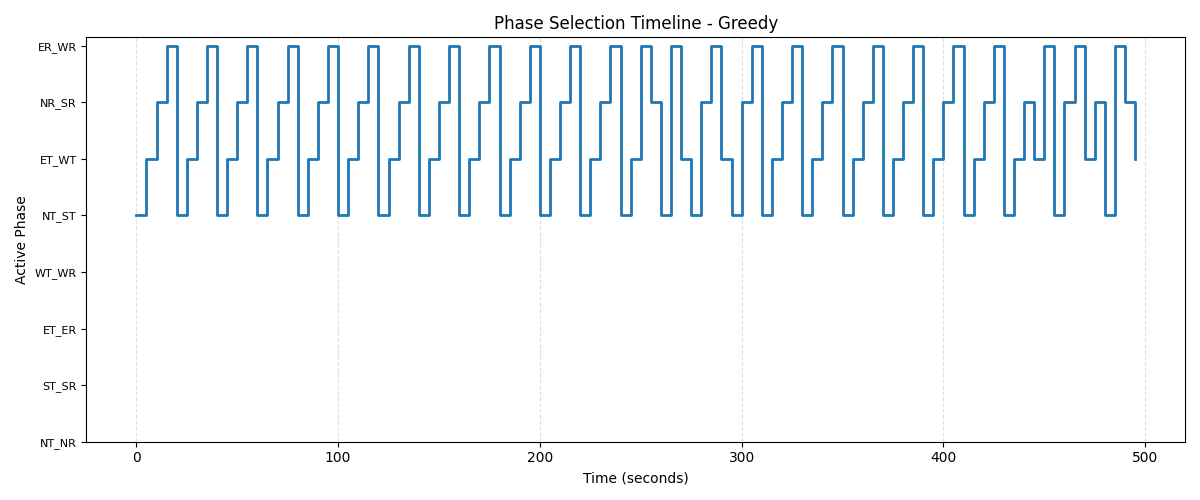 Phase Selection Timeline - Greedy
Active Phase
ER_WR
NR_SR
ET_WT
NT_ST
WT_WR
ET_ER
ST_SR
NT_NR
0 100 200 300 400 500
Time (seconds)